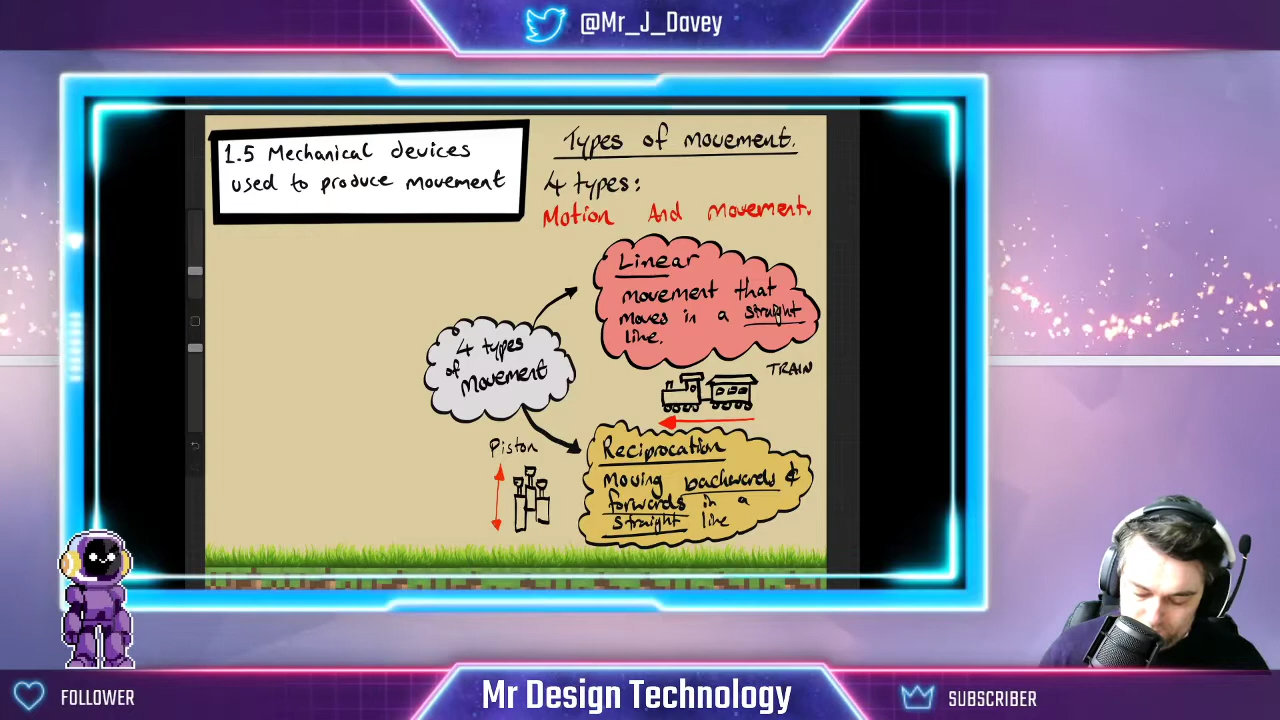 @Mr_J_Davey
1.5 Mechanical devices
used to produce movement
Types of movement.
4 types:
Motion And movement.
Linear
movement that
moves in a straight
line.
4 types
of
Movement
TRAIN
Piston
Reciprocation
Moving backwards &
forwards in a
straight line
FOLLOWER
Mr Design Technology
SUBSCRIBER